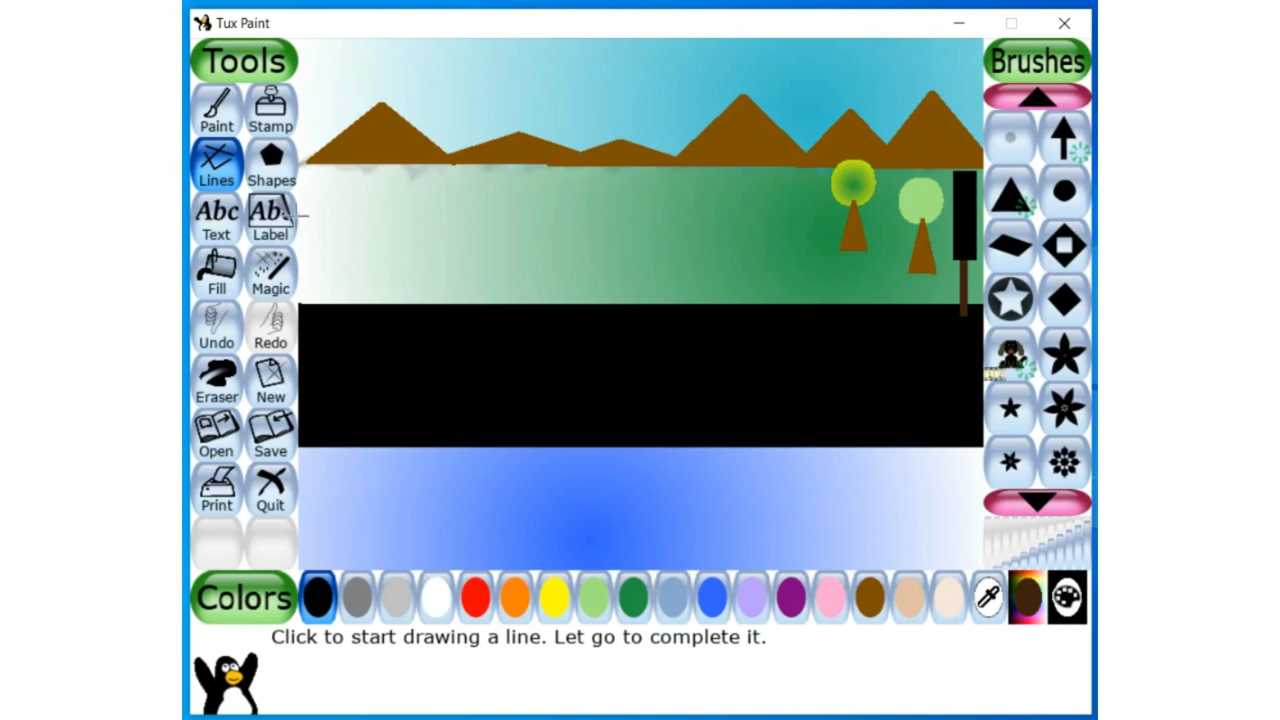 Tux Paint
Tools
Brushes
Paint
Stamp
Lines
Shapes
Abc
Text
Abc
Label
Fill
Magic
Undo
Redo
Eraser
New
Open
Save
Print
Quit
Colors
Click to start drawing a line. Let go to complete it.